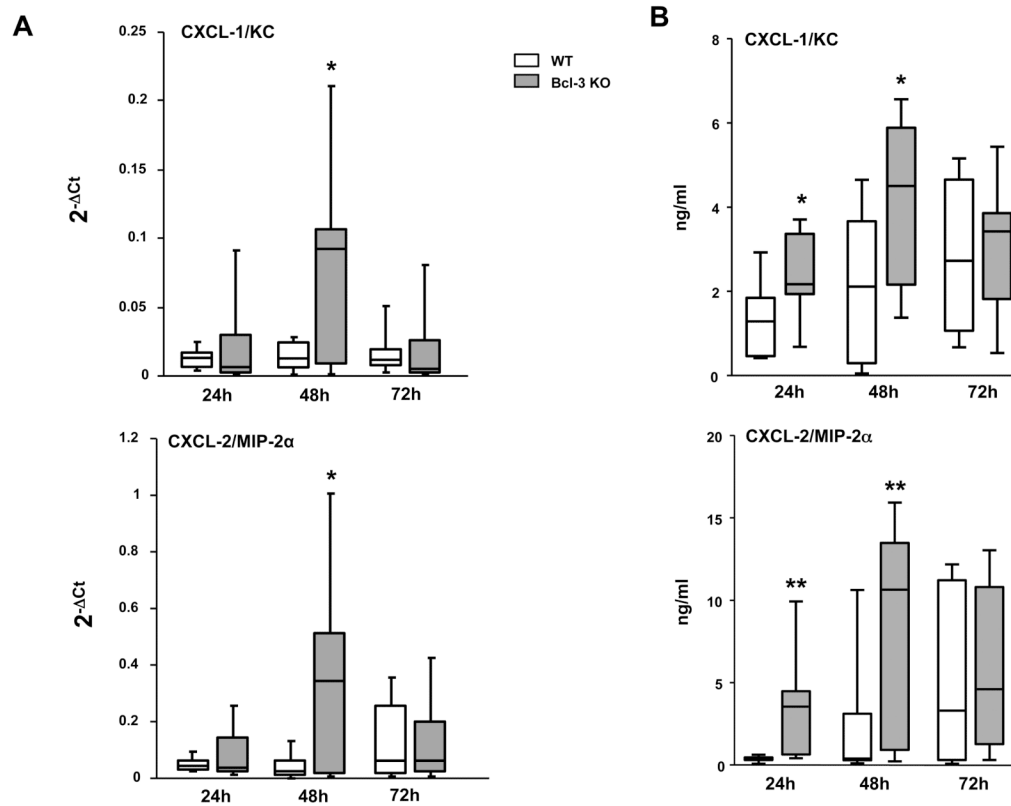 A
CXCL-1/KC
0.25
0.2
0.15
0.1
0.05
0
2-ΔCt
*
24h 48h 72h
WT
Bcl-3 KO
CXCL-2/MIP-2α
1.2
1
0.8
0.6
0.4
0.2
0
2-ΔCt
*
24h 48h 72h
B
CXCL-1/KC
8
6
4
2
0
ng/ml
* *
24h 48h 72h
CXCL-2/MIP-2α
20
15
10
5
0
ng/ml
** **
24h 48h 72h